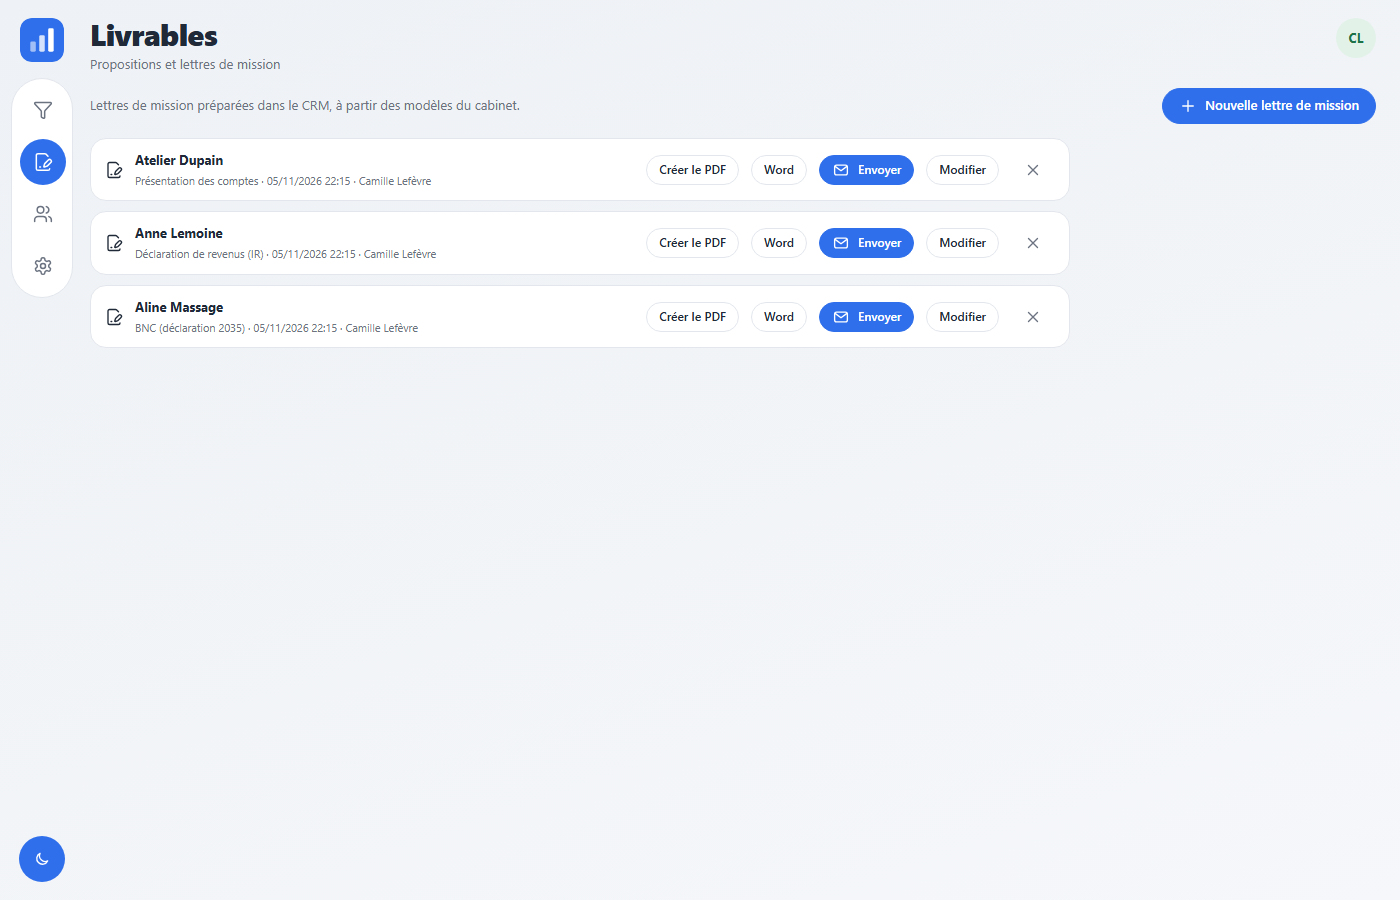 Livrables
CL
Propositions et lettres de mission
Lettres de mission préparées dans le CRM, à partir des modèles du cabinet.
Nouvelle lettre de mission
Atelier Dupain
Présentation des comptes · 05/11/2026 22:15 · Camille Lefèvre
Créer le PDF
Word
Envoyer
Modifier
Anne Lemoine
Déclaration de revenus (IR) · 05/11/2026 22:15 · Camille Lefèvre
Créer le PDF
Word
Envoyer
Modifier
Aline Massage
BNC (déclaration 2035) · 05/11/2026 22:15 · Camille Lefèvre
Créer le PDF
Word
Envoyer
Modifier